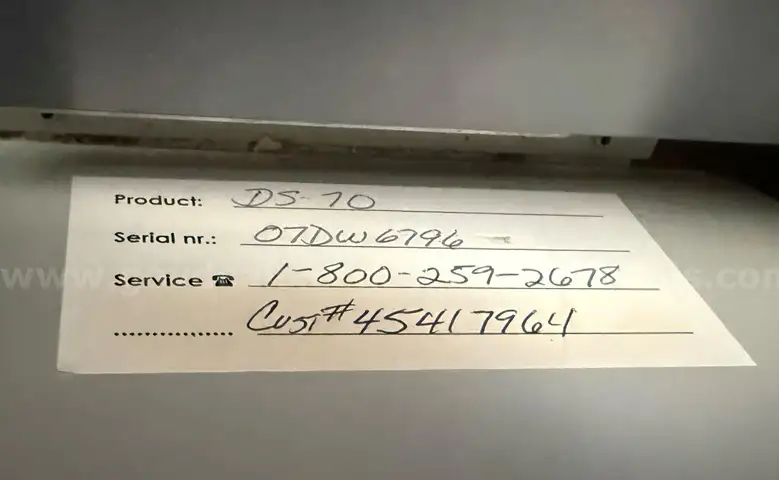 Product: DS-70
Serial nr.: 07DW6796
Service ☎ 1-800-259-2678
................ Cust# 45417964